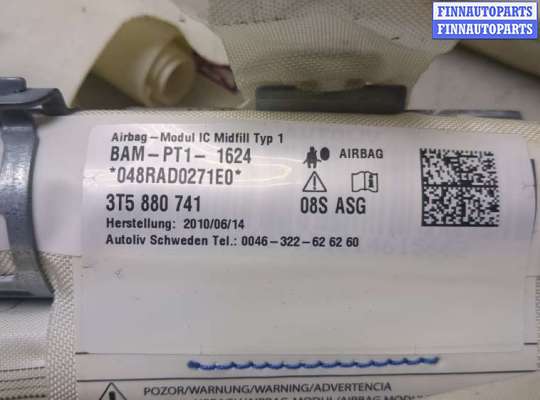 FINNAUTOPARTS
FINNAUTOPARTS
Airbag-Modul IC Midfill Typ 1
BAM-PT1- 1624
AIRBAG
*048RAD0271E0*
3T5 880 741
08S ASG
Herstellung: 2010/06/14
Autoliv Schweden Tel.: 0046-322-62 62 60
POZOR/WARNUNG/WARNING/ADVERTENCIA